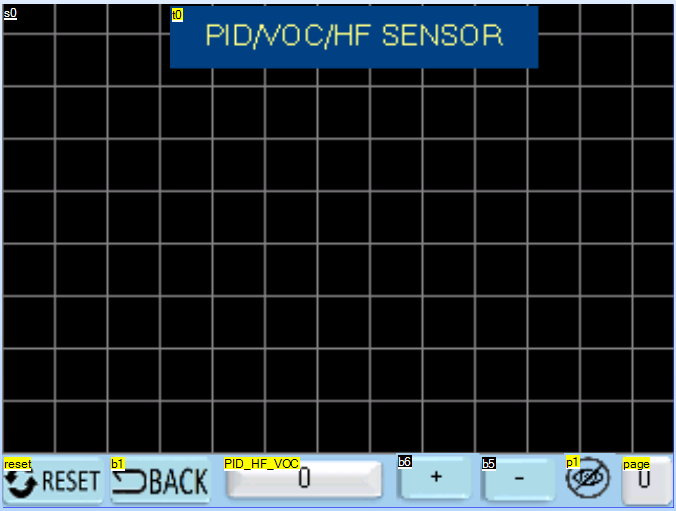 s0
t0
PID/VOC/HF SENSOR
reset
b1
PID_HF_VOC
b6
b5
p1
page
RESET
BACK
0
+
-
0